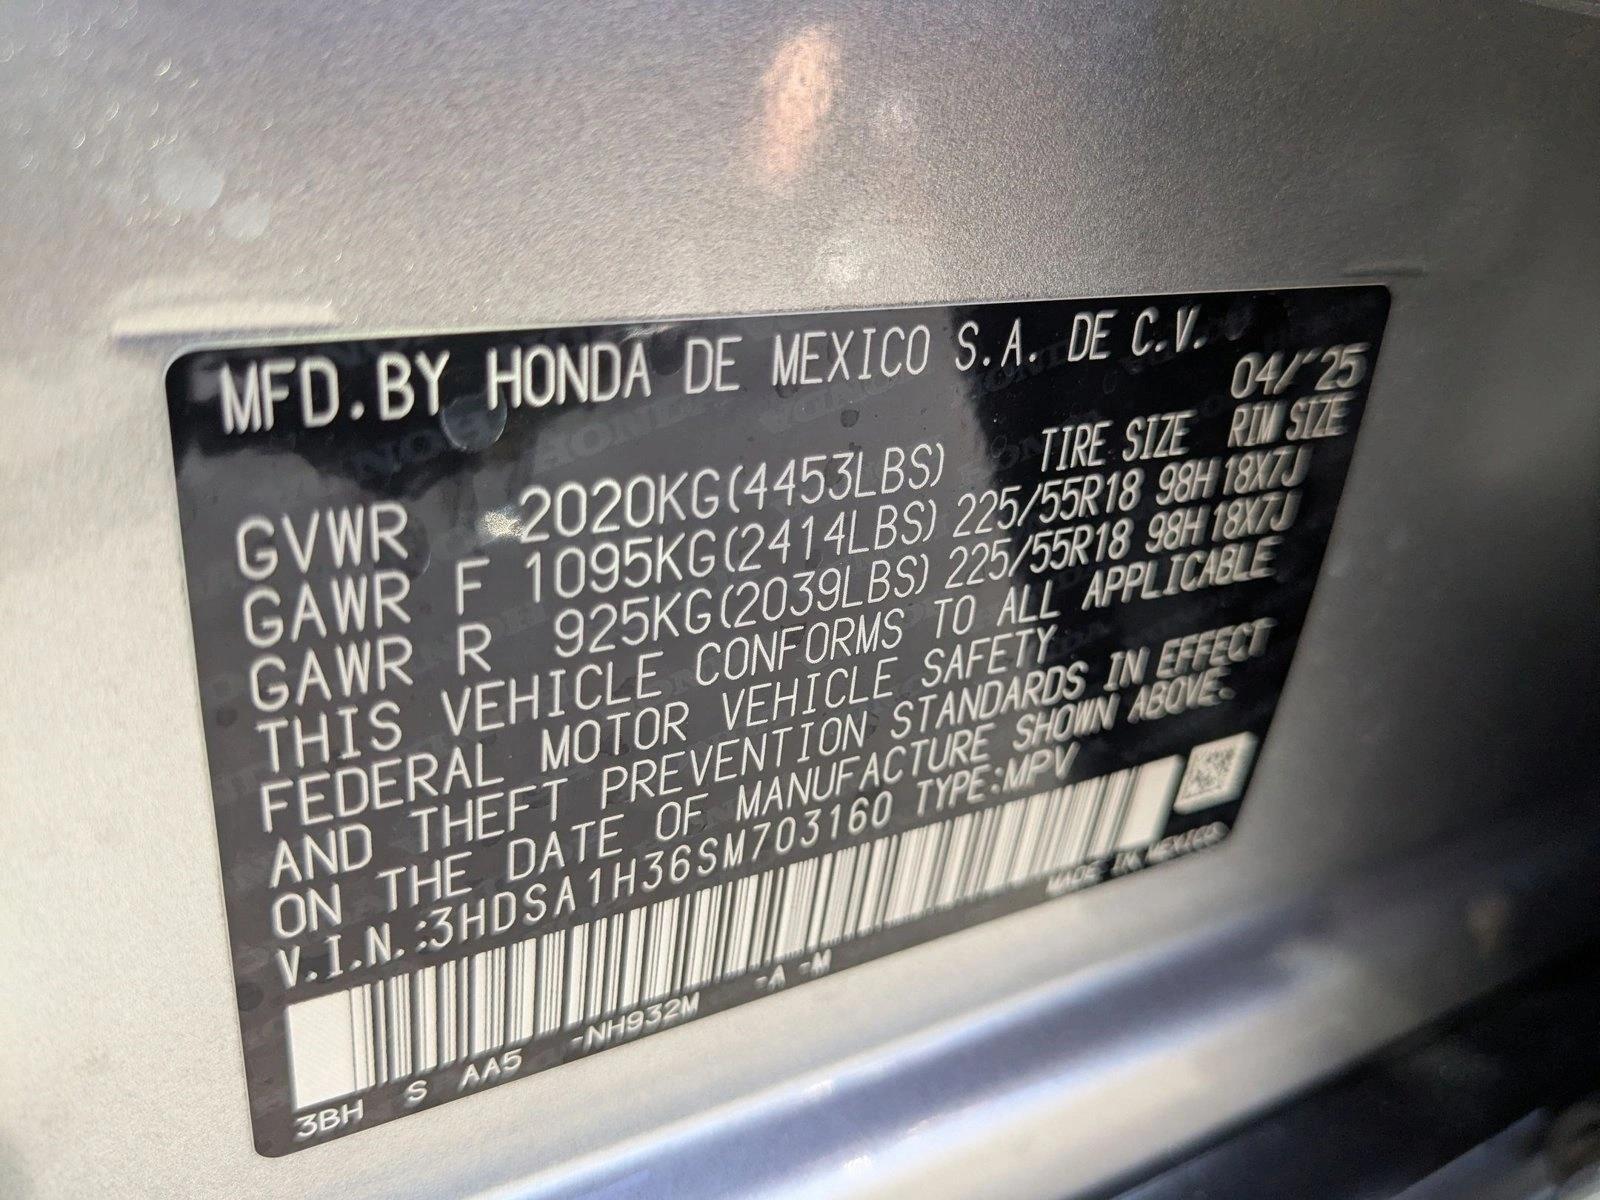 MFD.BY HONDA DE MEXICO S.A. DE C.V.
04/'25
TIRE SIZE RIM SIZE
GVWR 2020KG(4453LBS)
GAWR F 1095KG(2414LBS) 225/55R18 98H 18X7J
GAWR R 925KG(2039LBS) 225/55R18 98H 18X7J
THIS VEHICLE CONFORMS TO ALL APPLICABLE
FEDERAL MOTOR VEHICLE SAFETY
AND THEFT PREVENTION STANDARDS IN EFFECT
ON THE DATE OF MANUFACTURE SHOWN ABOVE.
V.I.N.:3HDSA1H36SM703160 TYPE:MPV
MADE IN MEXICO
3BH S AA5 -NH932M -A -M